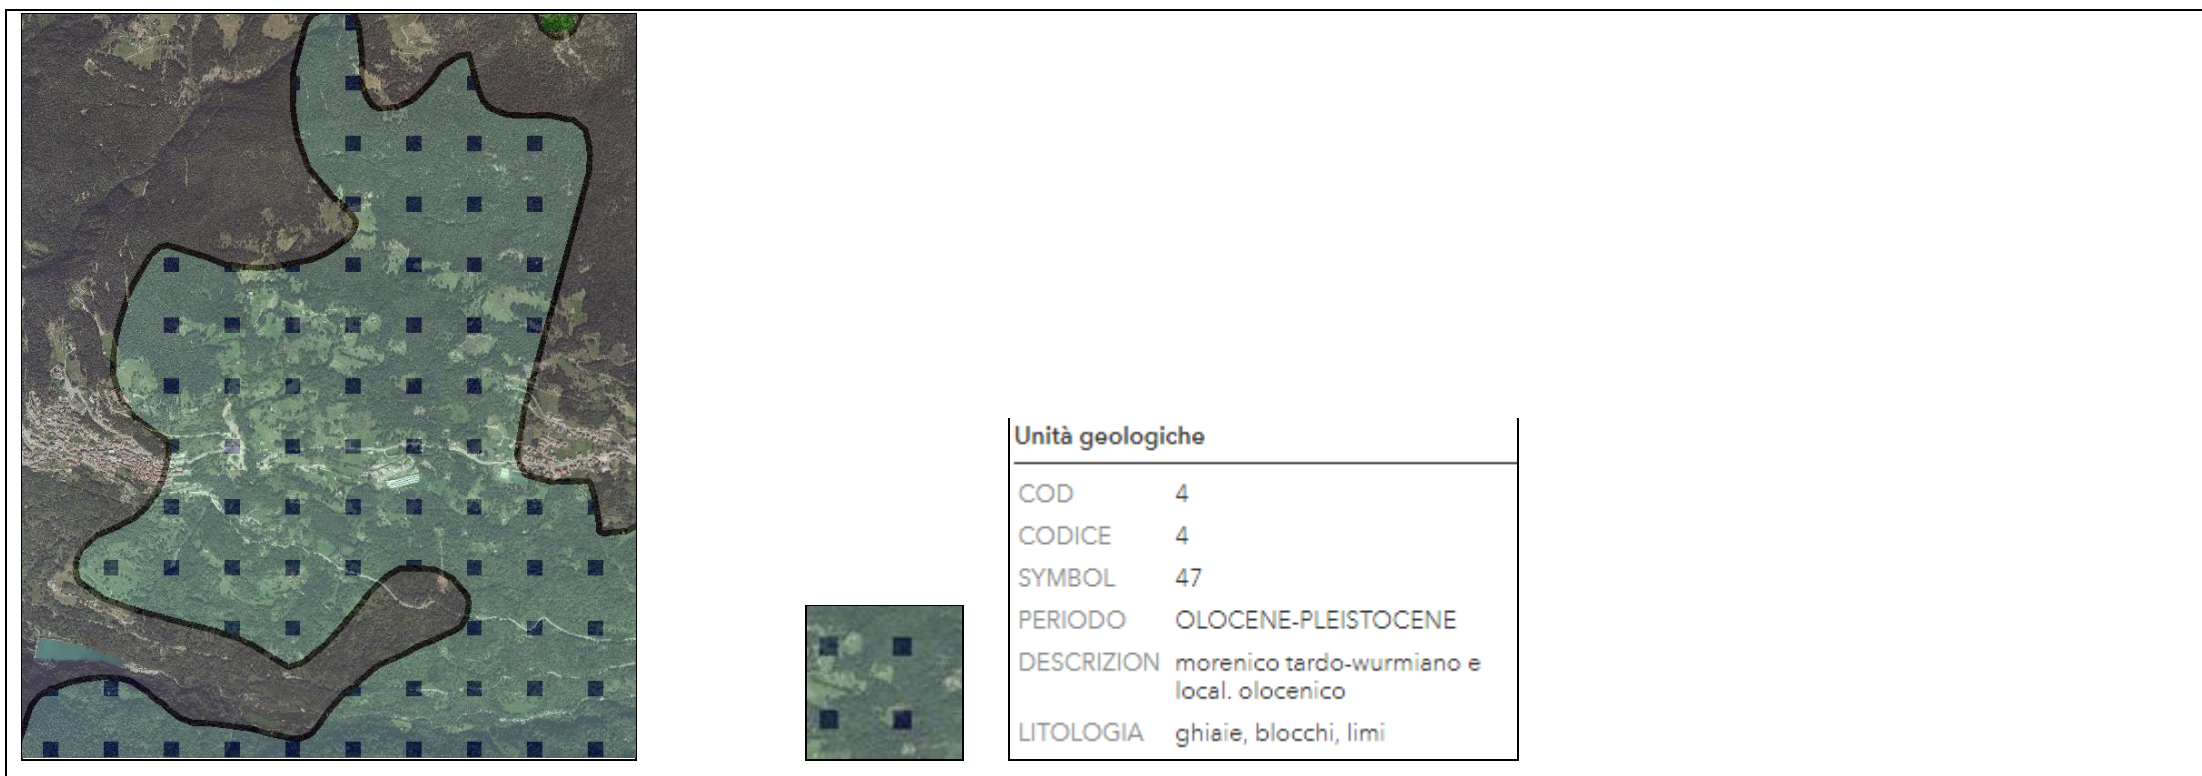 Unità geologiche
COD 4
CODICE 4
SYMBOL 47
PERIODO OLOCENE-PLEISTOCENE
DESCRIZION morenico tardo-wurmiano e
local. olocenico
LITOLOGIA ghiaie, blocchi, limi